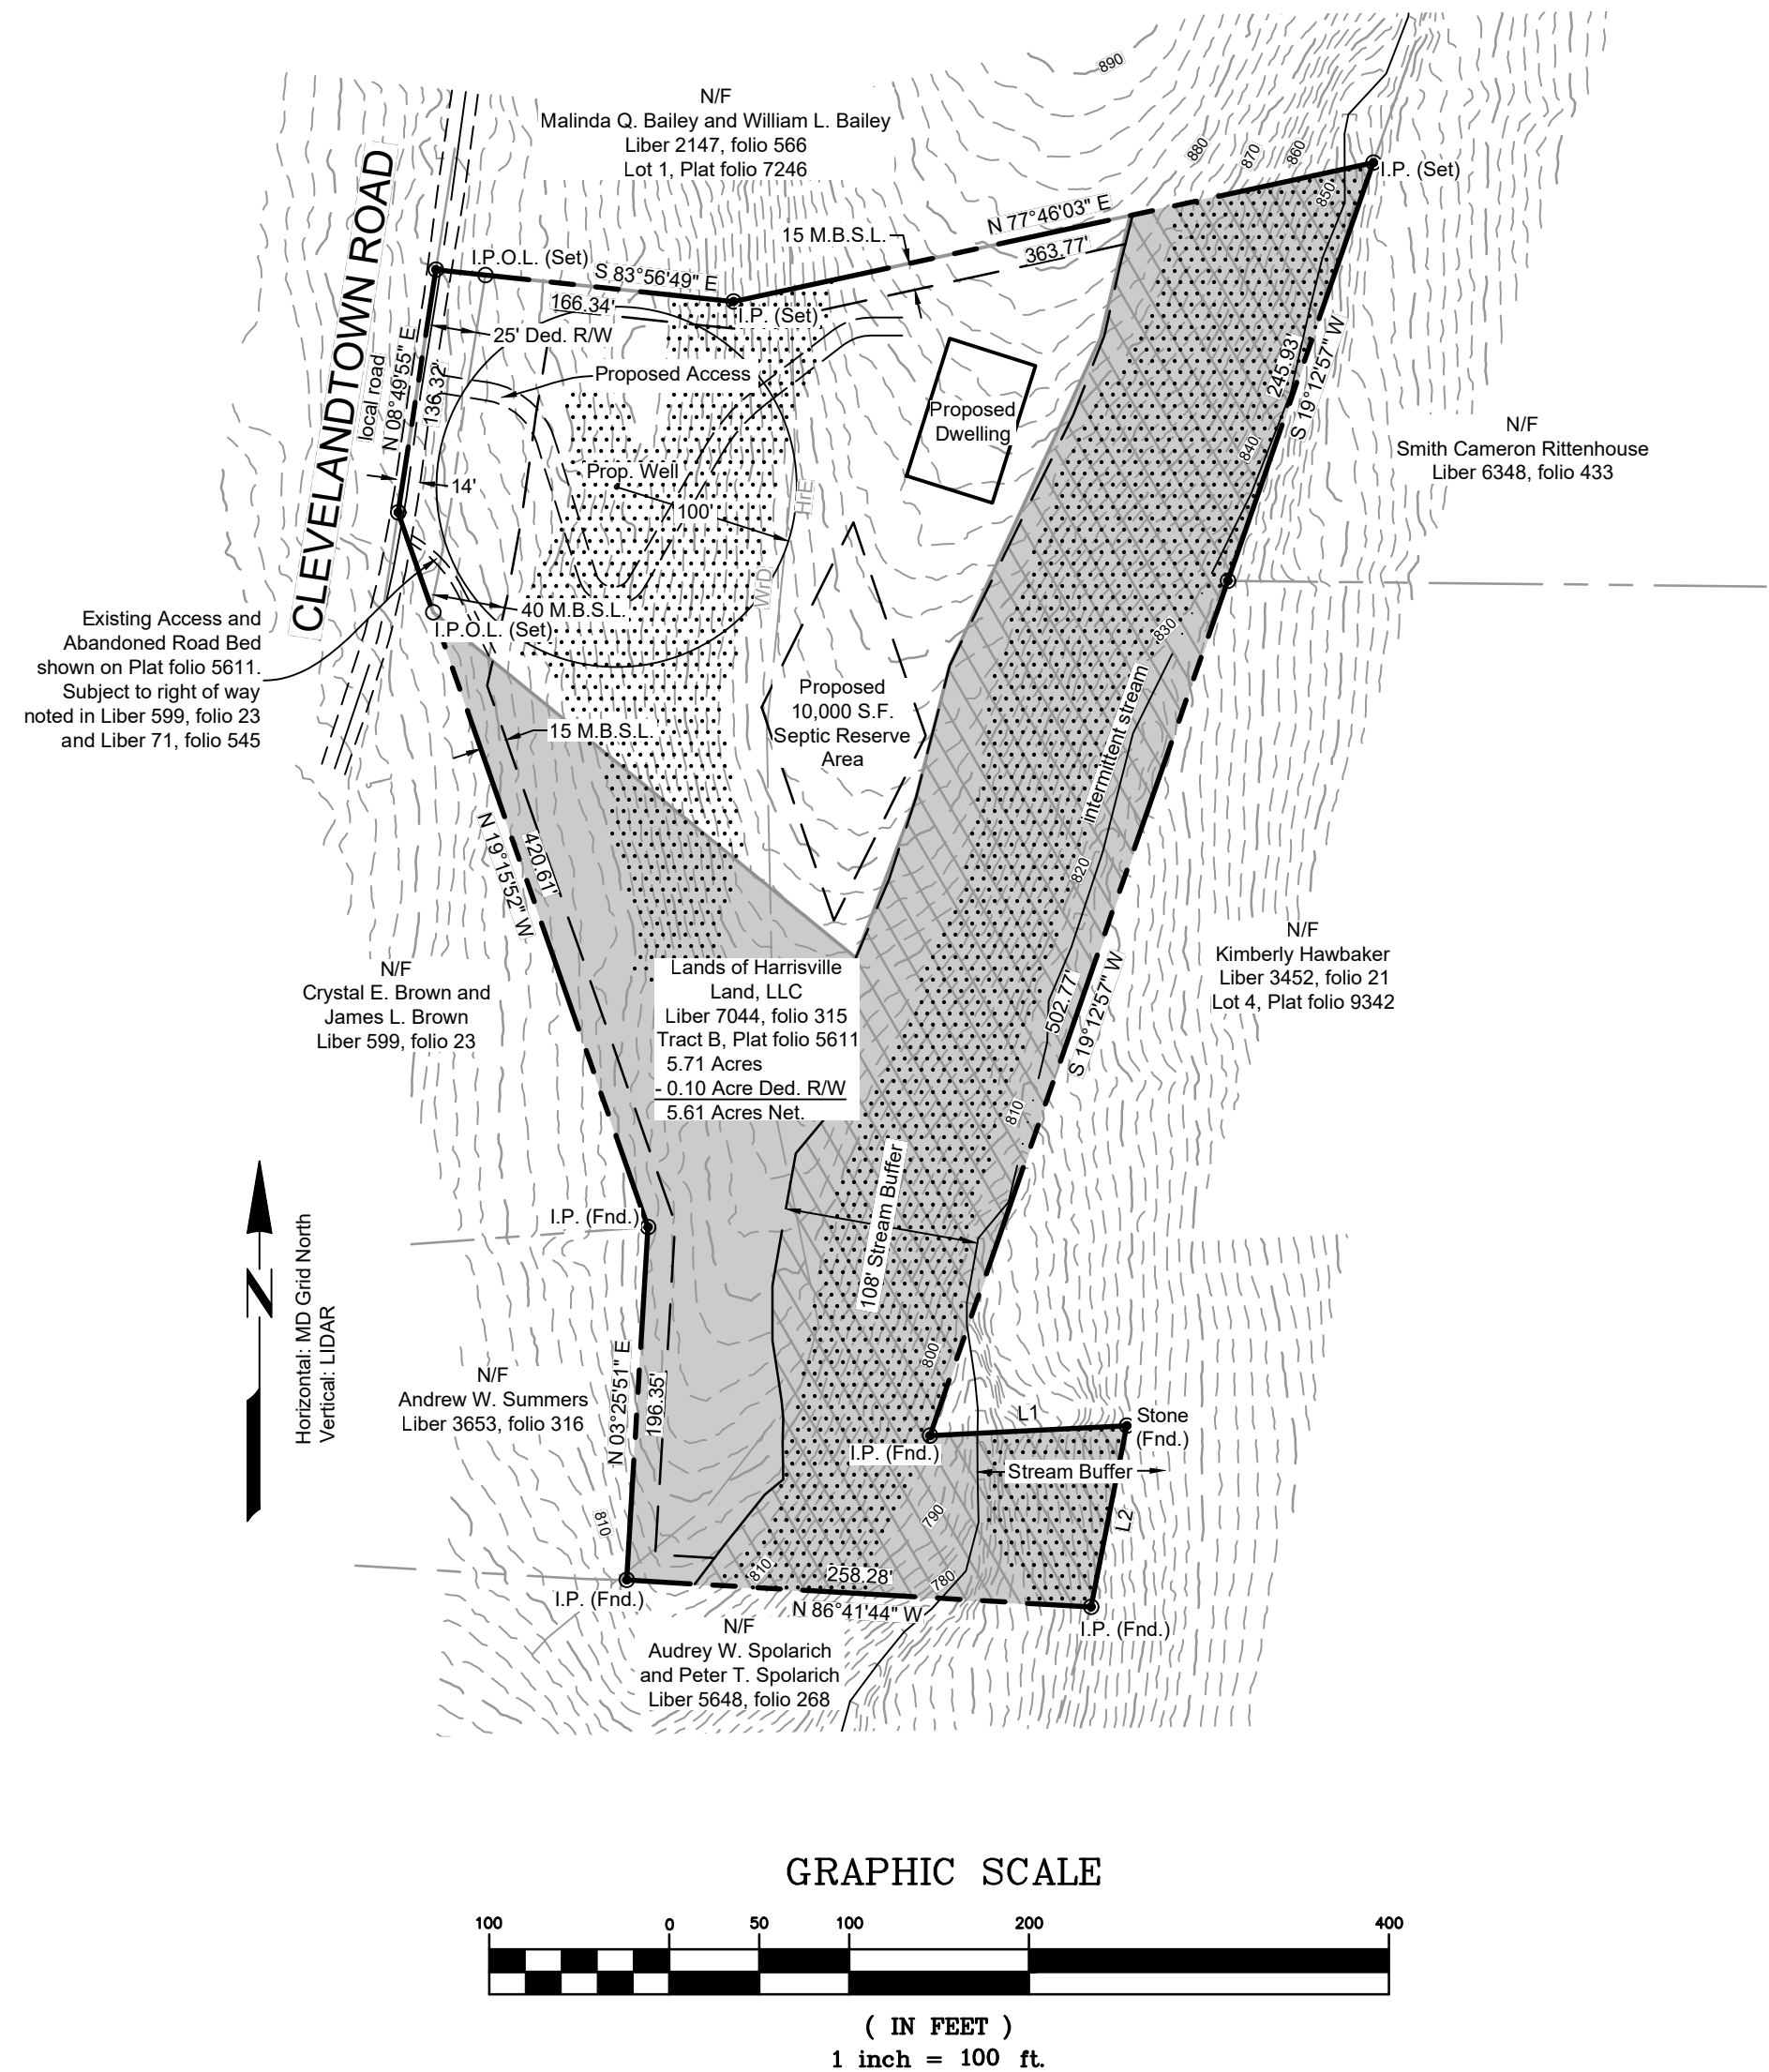 890
N/F
Malinda Q. Bailey and William L. Bailey
Liber 2147, folio 566
Lot 1, Plat folio 7246
880
870
860
850
I.P. (Set)
N 77°46'03" E
363.77'
15 M.B.S.L.
I.P.O.L. (Set)
S 83°56'49" E
166.34'
I.P. (Set)
CLEVELANDTOWN ROAD
local road
N 08°49'55" E
136.32'
25' Ded. R/W
Proposed Access
Proposed
Dwelling
245.93'
S 19°12'57" W
N/F
Smith Cameron Rittenhouse
Liber 6348, folio 433
840
Prop. Well
14'
100'
HrE
WrD
40 M.B.S.L.
I.P.O.L. (Set)
Existing Access and
Abandoned Road Bed
shown on Plat folio 5611.
Subject to right of way
noted in Liber 599, folio 23
and Liber 71, folio 545
830
intermittent stream
Proposed
10,000 S.F.
Septic Reserve
Area
15 M.B.S.L.
N 19°15'52" W
420.61'
820
N/F
Kimberly Hawbaker
Liber 3452, folio 21
Lot 4, Plat folio 9342
N/F
Crystal E. Brown and
James L. Brown
Liber 599, folio 23
Lands of Harrisville
Land, LLC
Liber 7044, folio 315
Tract B, Plat folio 5611
5.71 Acres
- 0.10 Acre Ded. R/W
5.61 Acres Net.
502.77'
S 19°12'57" W
810
108' Stream Buffer
I.P. (Fnd.)
N
Horizontal: MD Grid North
Vertical: LIDAR
N 03°25'51" E
196.35'
800
N/F
Andrew W. Summers
Liber 3653, folio 316
L1
Stone
(Fnd.)
I.P. (Fnd.)
Stream Buffer
L2
790
810
810
258.28'
780
N 86°41'44" W
I.P. (Fnd.)
I.P. (Fnd.)
N/F
Audrey W. Spolarich
and Peter T. Spolarich
Liber 5648, folio 268
GRAPHIC SCALE
100 0 50 100 200 400
( IN FEET )
1 inch = 100 ft.